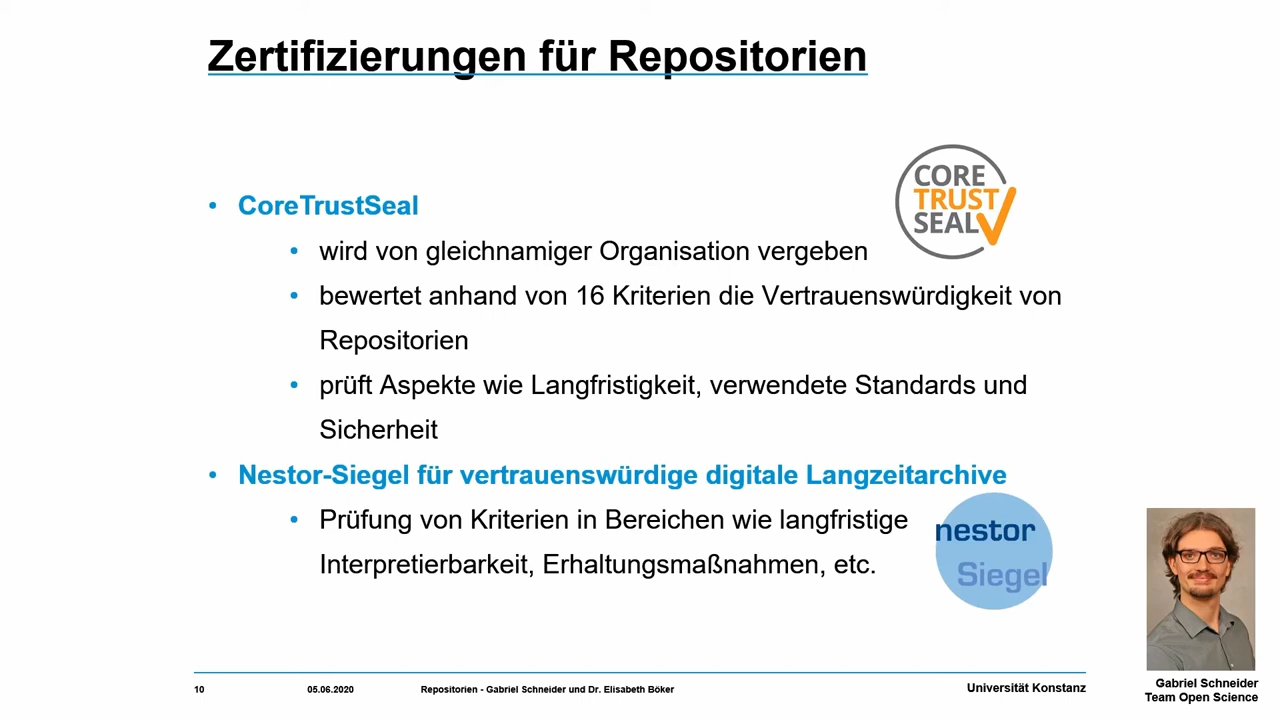 Zertifizierungen für Repositorien
CORE
TRUST
SEAL
• CoreTrustSeal
• wird von gleichnamiger Organisation vergeben
• bewertet anhand von 16 Kriterien die Vertrauenswürdigkeit von
Repositorien
• prüft Aspekte wie Langfristigkeit, verwendete Standards und
Sicherheit
• Nestor-Siegel für vertrauenswürdige digitale Langzeitarchive
• Prüfung von Kriterien in Bereichen wie langfristige
Interpretierbarkeit, Erhaltungsmaßnahmen, etc.
nestor
Siegel
10 05.06.2020 Repositorien - Gabriel Schneider und Dr. Elisabeth Böker Universität Konstanz
Gabriel Schneider
Team Open Science